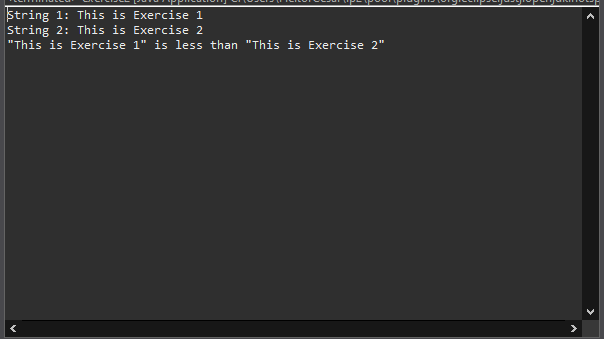 String 1: This is Exercise 1
String 2: This is Exercise 2
"This is Exercise 1" is less than "This is Exercise 2"